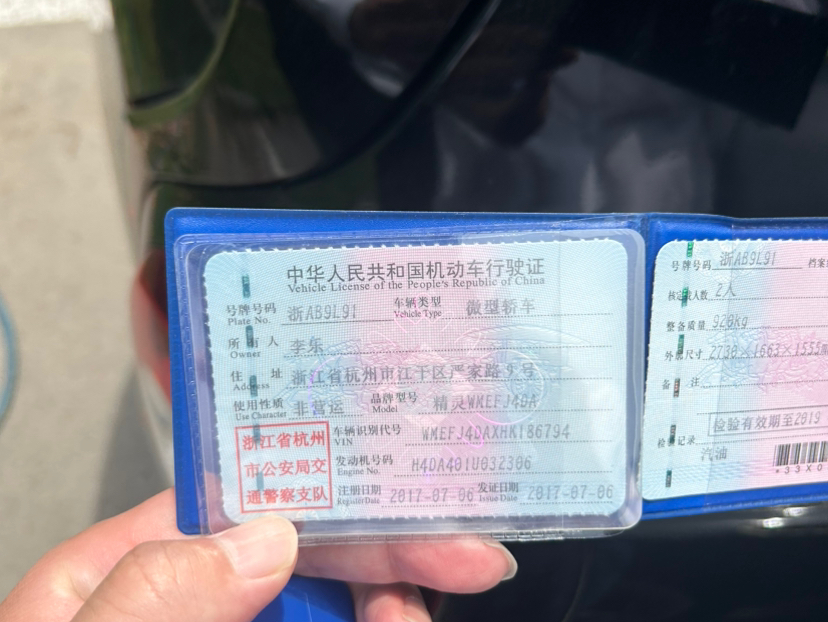 中华人民共和国机动车行驶证
Vehicle License of the People's Republic of China
号牌号码 浙AB9L91 车辆类型 微型轿车
Plate No. Vehicle Type
所有人 李乐
Owner
住址 浙江省杭州市江干区严家路9号
Address
使用性质 非营运 品牌型号 精灵WMEFJ4DA
Use Character Model
浙江省杭州
市公安局交
通警察支队
车辆识别代号 WMEFJ4DAXHK186794
VIN
发动机号码 H4DA401U032306
Engine No.
注册日期 2017-07-06 发证日期 2017-07-06
Register Date Issue Date
号牌号码 浙AB9L91 档案
核定载人数 2人
整备质量 920kg
外廓尺寸 2738×1663×1555
备注
检验有效期至2019
检验记录
汽油
*33X0